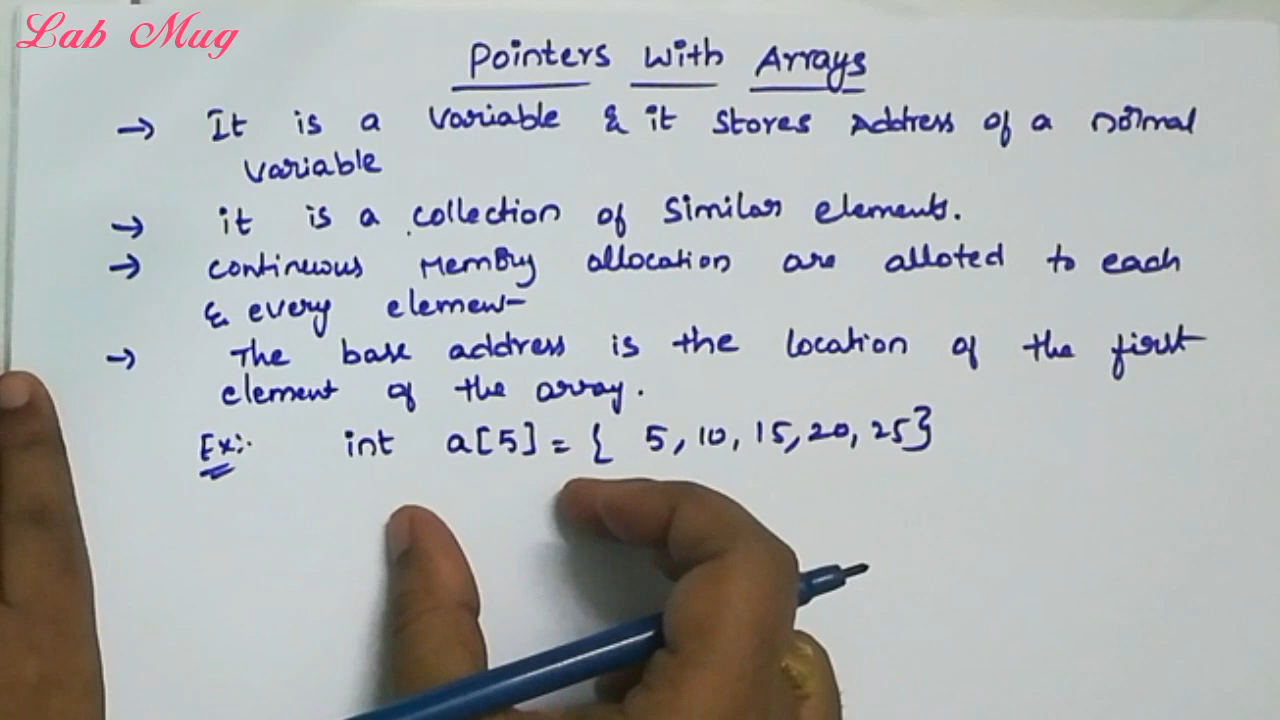 Lab Mug
Pointers With Arrays
→ It is a variable & it stores Address of a normal
variable
→ it is a collection of similar elements.
→ continuous Memory allocation are alloted to each
& every element
→ The base address is the location of the first
element of the array.
Ex:- int a[5] = { 5, 10, 15, 20, 25}